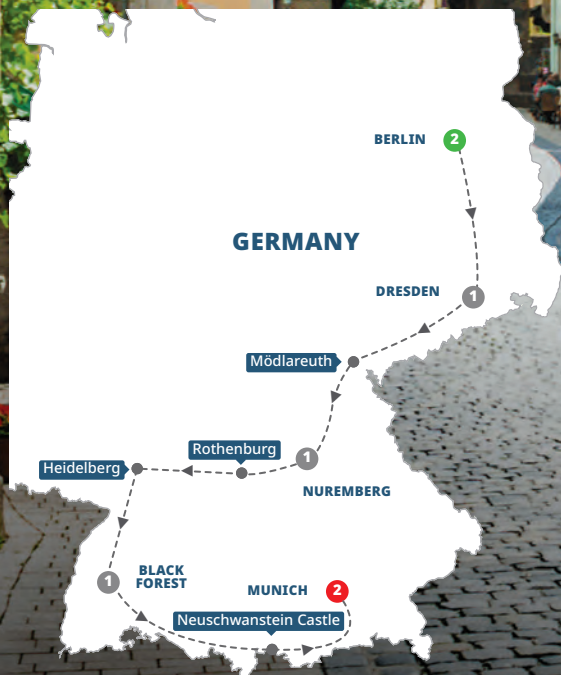 BERLIN 2
GERMANY
DRESDEN 1
Mödlareuth
Rothenburg
1
Heidelberg
NUREMBERG
1 BLACK
FOREST
MUNICH 2
Neuschwanstein Castle